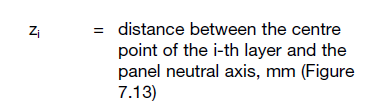 zi = distance between the centre
point of the i-th layer and the
panel neutral axis, mm (Figure
7.13)